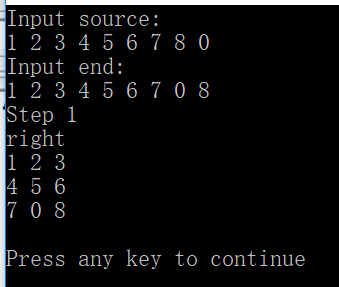 Input source:
1 2 3 4 5 6 7 8 0
Input end:
1 2 3 4 5 6 7 0 8
Step 1
right
1 2 3
4 5 6
7 0 8
Press any key to continue